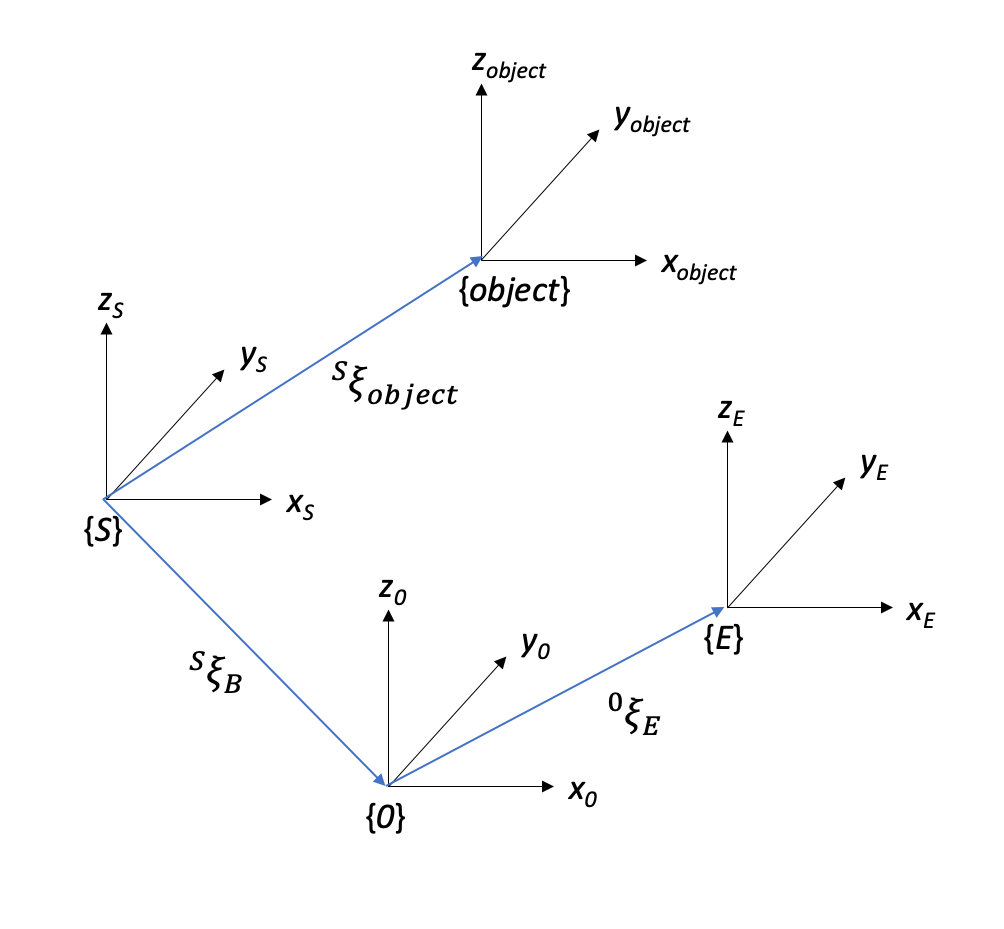 z_object
y_object
x_object
{object}
z_S
y_S
^Sξ_object
x_S
{S}
z_E
y_E
x_E
{E}
z_0
y_0
^Sξ_B
^0ξ_E
x_0
{0}